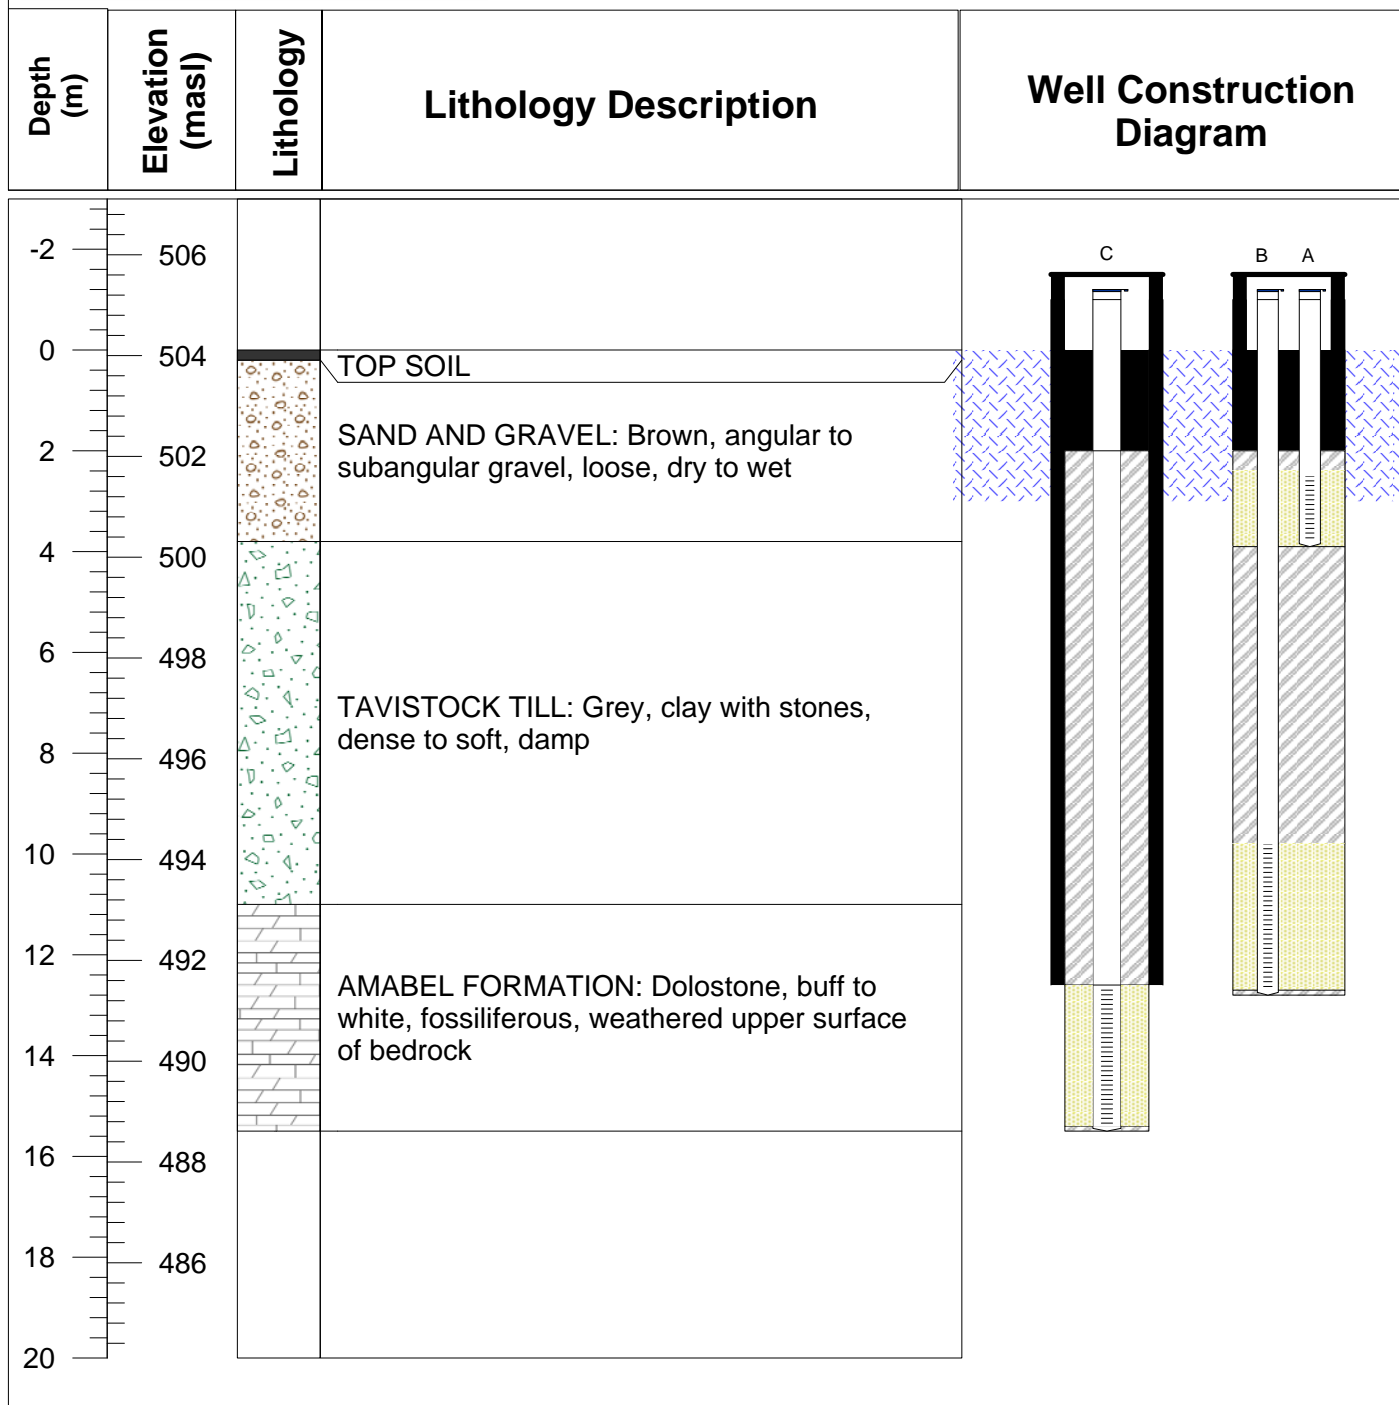 Depth
(m)
Elevation
(masl)
Lithology
Lithology Description
Well Construction
Diagram
-2
0
2
4
6
8
10
12
14
16
18
20
506
504
502
500
498
496
494
492
490
488
486
TOP SOIL
SAND AND GRAVEL: Brown, angular to
subangular gravel, loose, dry to wet
TAVISTOCK TILL: Grey, clay with stones,
dense to soft, damp
AMABEL FORMATION: Dolostone, buff to
white, fossiliferous, weathered upper surface
of bedrock
C
B
A